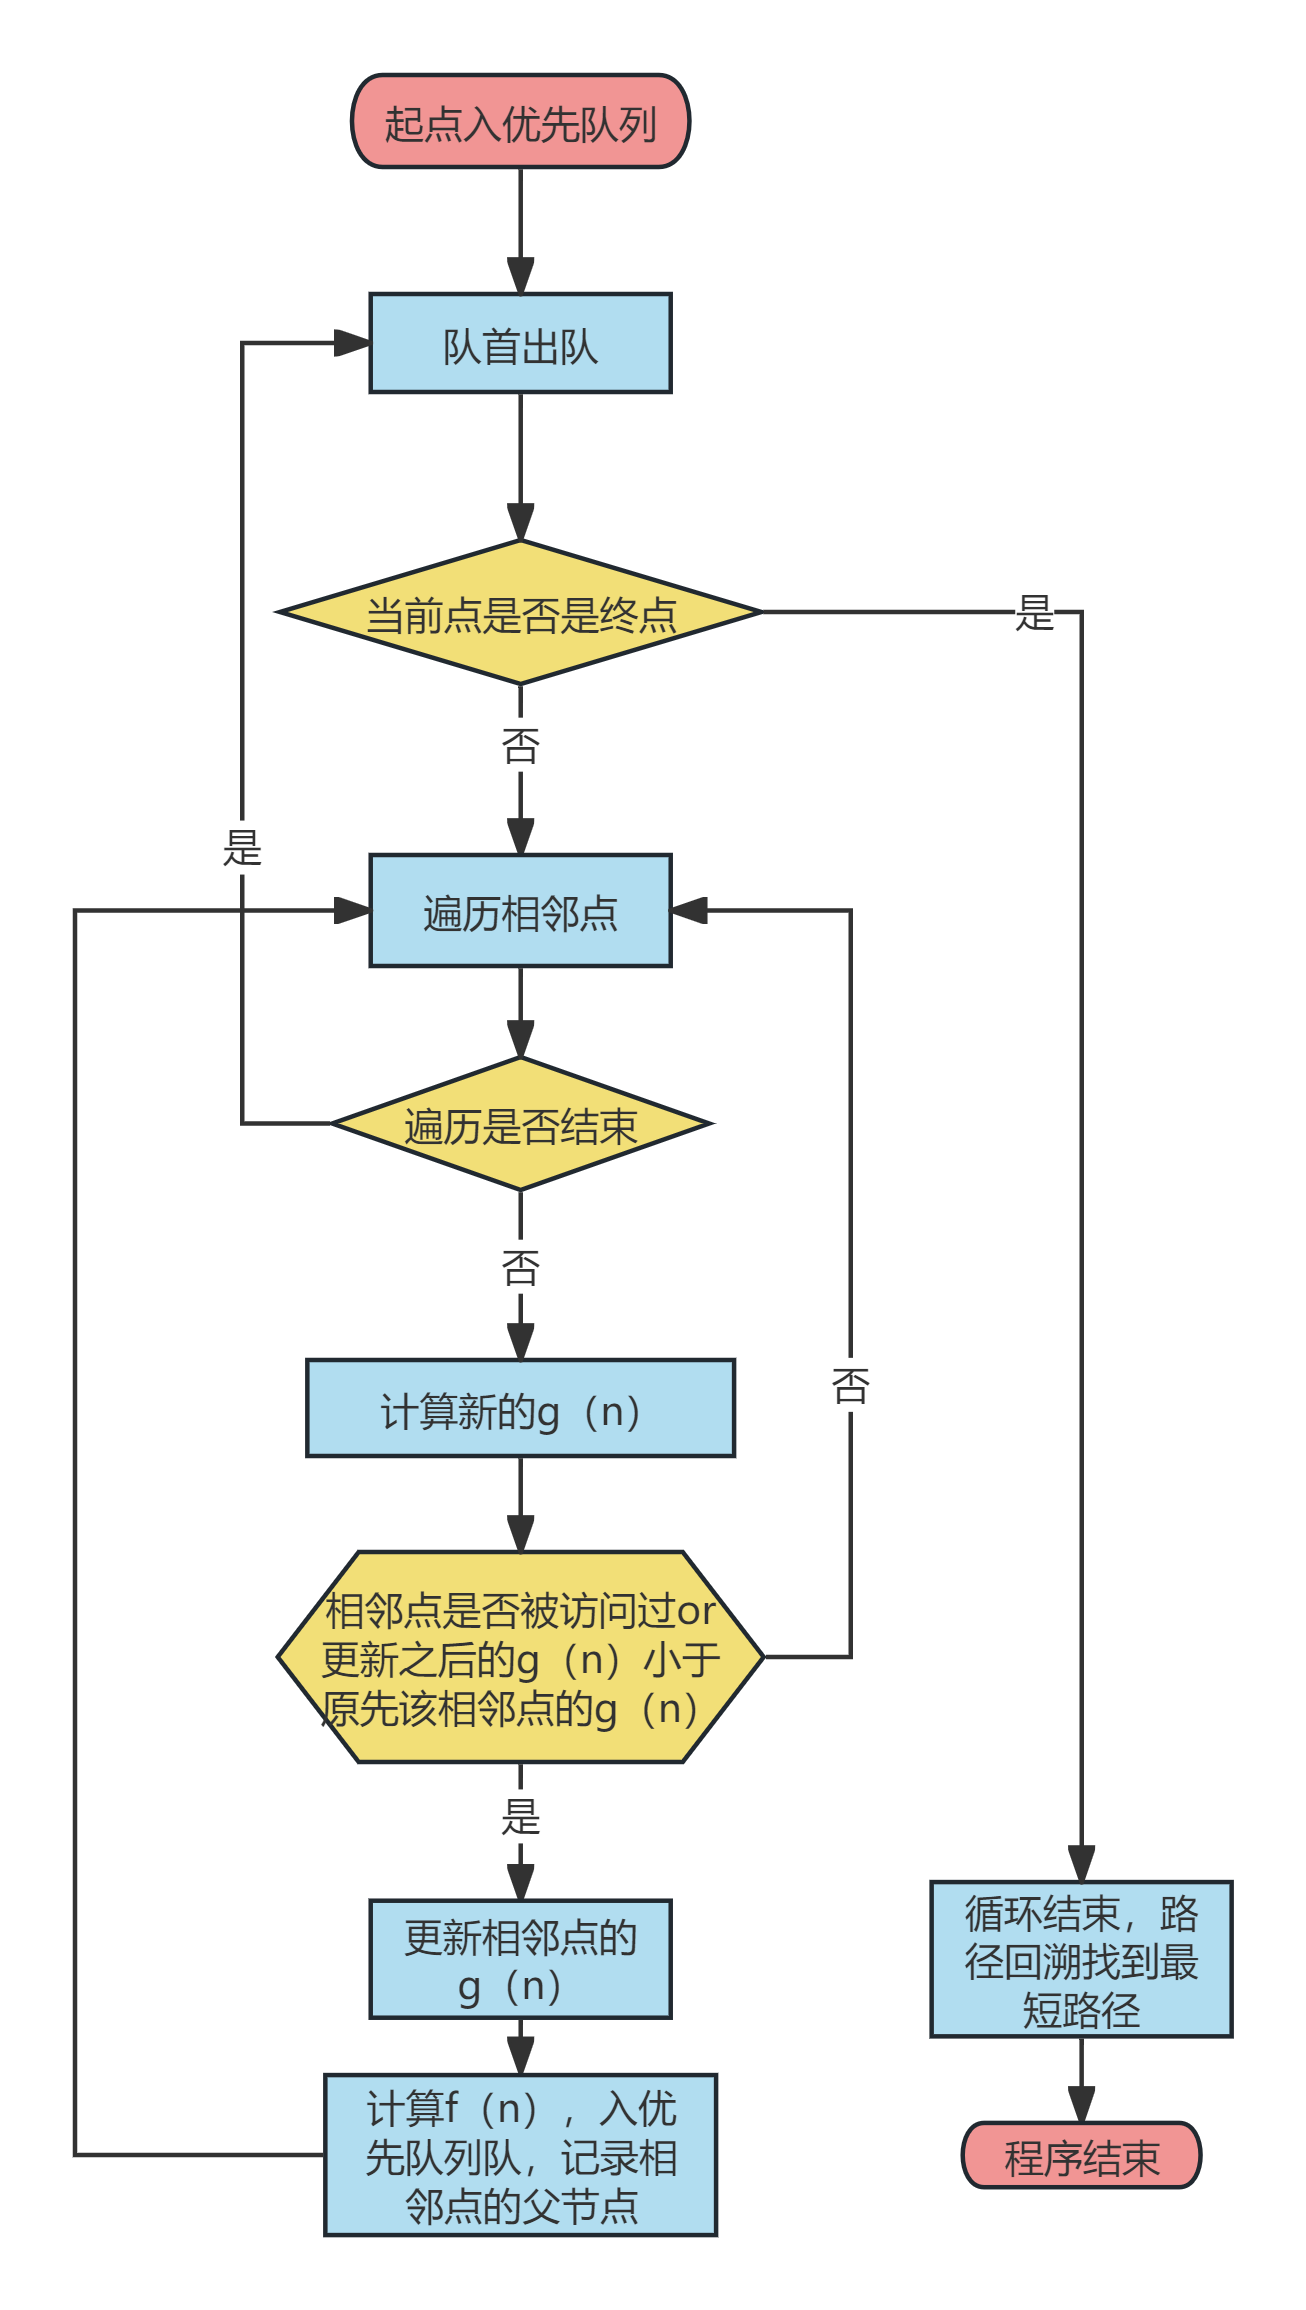 起点入优先队列
队首出队
当前点是否是终点
是
否
是
遍历相邻点
遍历是否结束
否
计算新的g（n）
否
相邻点是否被访问过or
更新之后的g（n）小于
原先该相邻点的g（n）
是
更新相邻点的
g（n）
计算f（n），入优
先队列队，记录相
邻点的父节点
循环结束，路
径回溯找到最
短路径
程序结束